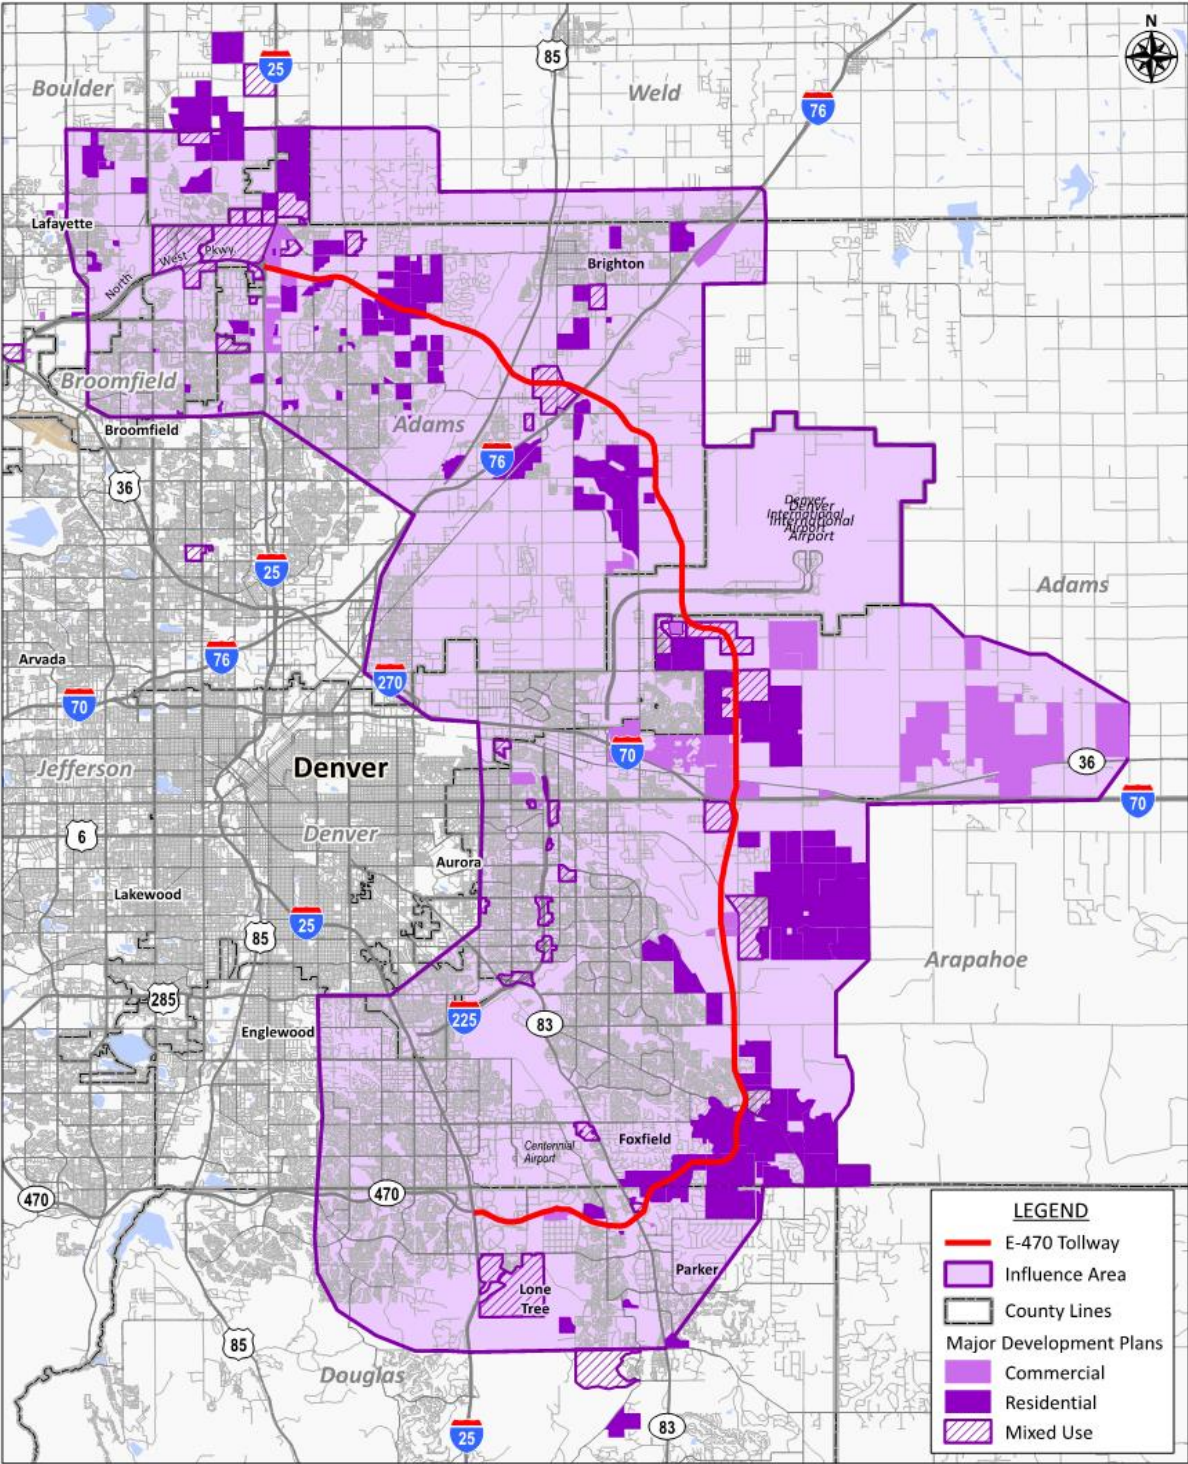 N
25
85
Boulder
Weld
76
Lafayette
North
West
Pkwy
Brighton
Broomfield
Broomfield
Adams
76
36
Denver
International
Airport
Denver
International
Airport
25
Adams
Arvada
76
270
70
70
Jefferson
Denver
36
70
6
Denver
Aurora
Lakewood
25
85
Arapahoe
285
225
83
Englewood
Centennial
Airport
Foxfield
470
470
Parker
Lone
Tree
85
Douglas
25
83
LEGEND
E-470 Tollway
Influence Area
County Lines
Major Development Plans
Commercial
Residential
Mixed Use